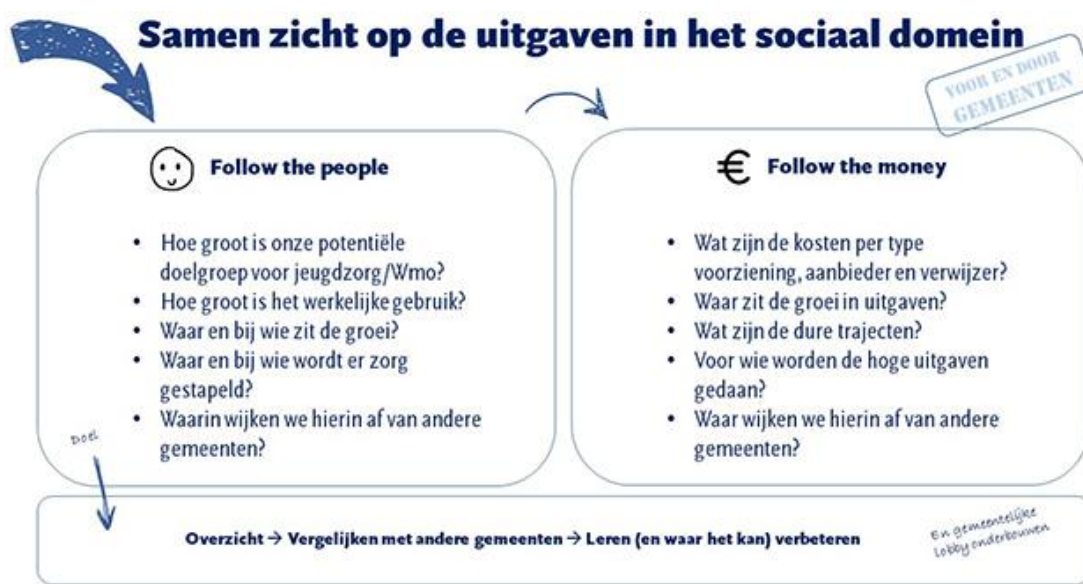 Samen zicht op de uitgaven in het sociaal domein
VOOR EN DOOR
GEMEENTEN
Follow the people
• Hoe groot is onze potentiële
doelgroep voor jeugdzorg/Wmo?
• Hoe groot is het werkelijke gebruik?
• Waar en bij wie zit de groei?
• Waar en bij wie wordt er zorg
gestapeld?
• Waarin wijken we hierin af van andere
gemeenten?
€ Follow the money
• Wat zijn de kosten per type
voorziening, aanbieder en verwijzer?
• Waar zit de groei in uitgaven?
• Wat zijn de dure trajecten?
• Voor wie worden de hoge uitgaven
gedaan?
• Waar wijken we hierin af van andere
gemeenten?
Doel
Overzicht → Vergelijken met andere gemeenten → Leren (en waar het kan) verbeteren
En gemeentelijke
lobby onderbouwen